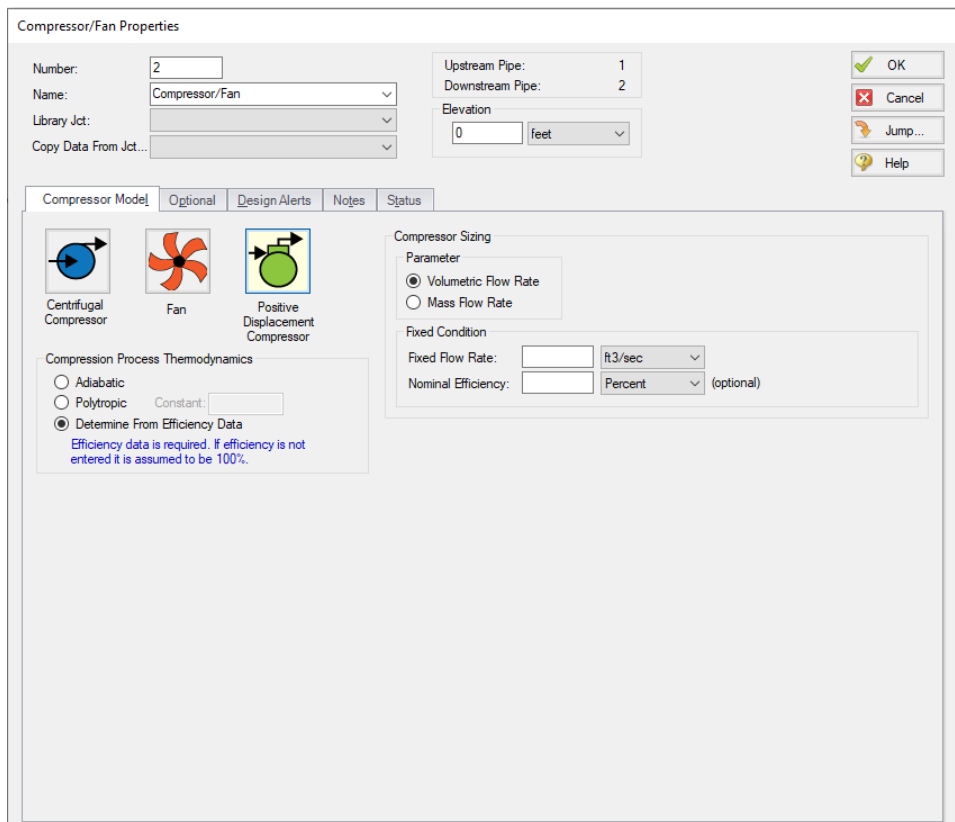 Compressor/Fan Properties
Number: 2
Name: Compressor/Fan
Library Jct:
Copy Data From Jct...
Upstream Pipe: 1
Downstream Pipe: 2
Elevation
0 feet
OK
Cancel
Jump...
Help
Compressor Model Optional Design Alerts Notes Status
Centrifugal
Compressor
Fan
Positive
Displacement
Compressor
Compression Process Thermodynamics
Adiabatic
Polytropic Constant:
Determine From Efficiency Data
Efficiency data is required. If efficiency is not
entered it is assumed to be 100%.
Compressor Sizing
Parameter
Volumetric Flow Rate
Mass Flow Rate
Fixed Condition
Fixed Flow Rate: ft3/sec
Nominal Efficiency: Percent (optional)